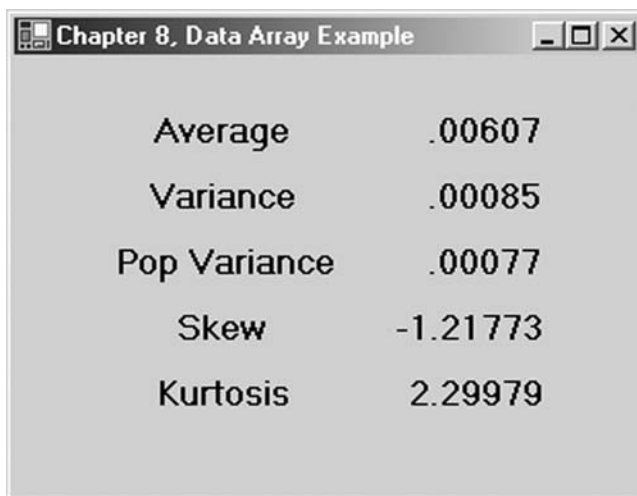 Chapter 8, Data Array Example
Average .00607
Variance .00085
Pop Variance .00077
Skew -1.21773
Kurtosis 2.29979